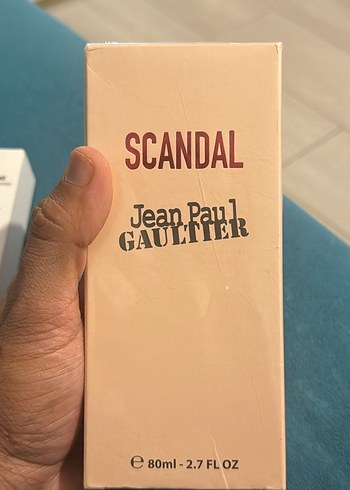 SCANDAL
Jean Paul
GAULTIER
℮ 80ml - 2.7 FL OZ